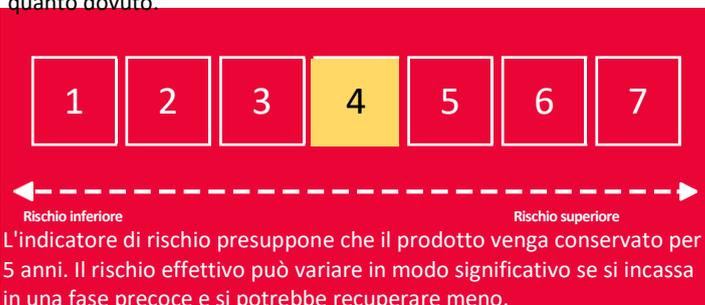 quanto dovuto.
1 2 3 4 5 6 7
Rischio inferiore Rischio superiore
L'indicatore di rischio presuppone che il prodotto venga conservato per
5 anni. Il rischio effettivo può variare in modo significativo se si incassa
in una fase precoce e si potrebbe recuperare meno.